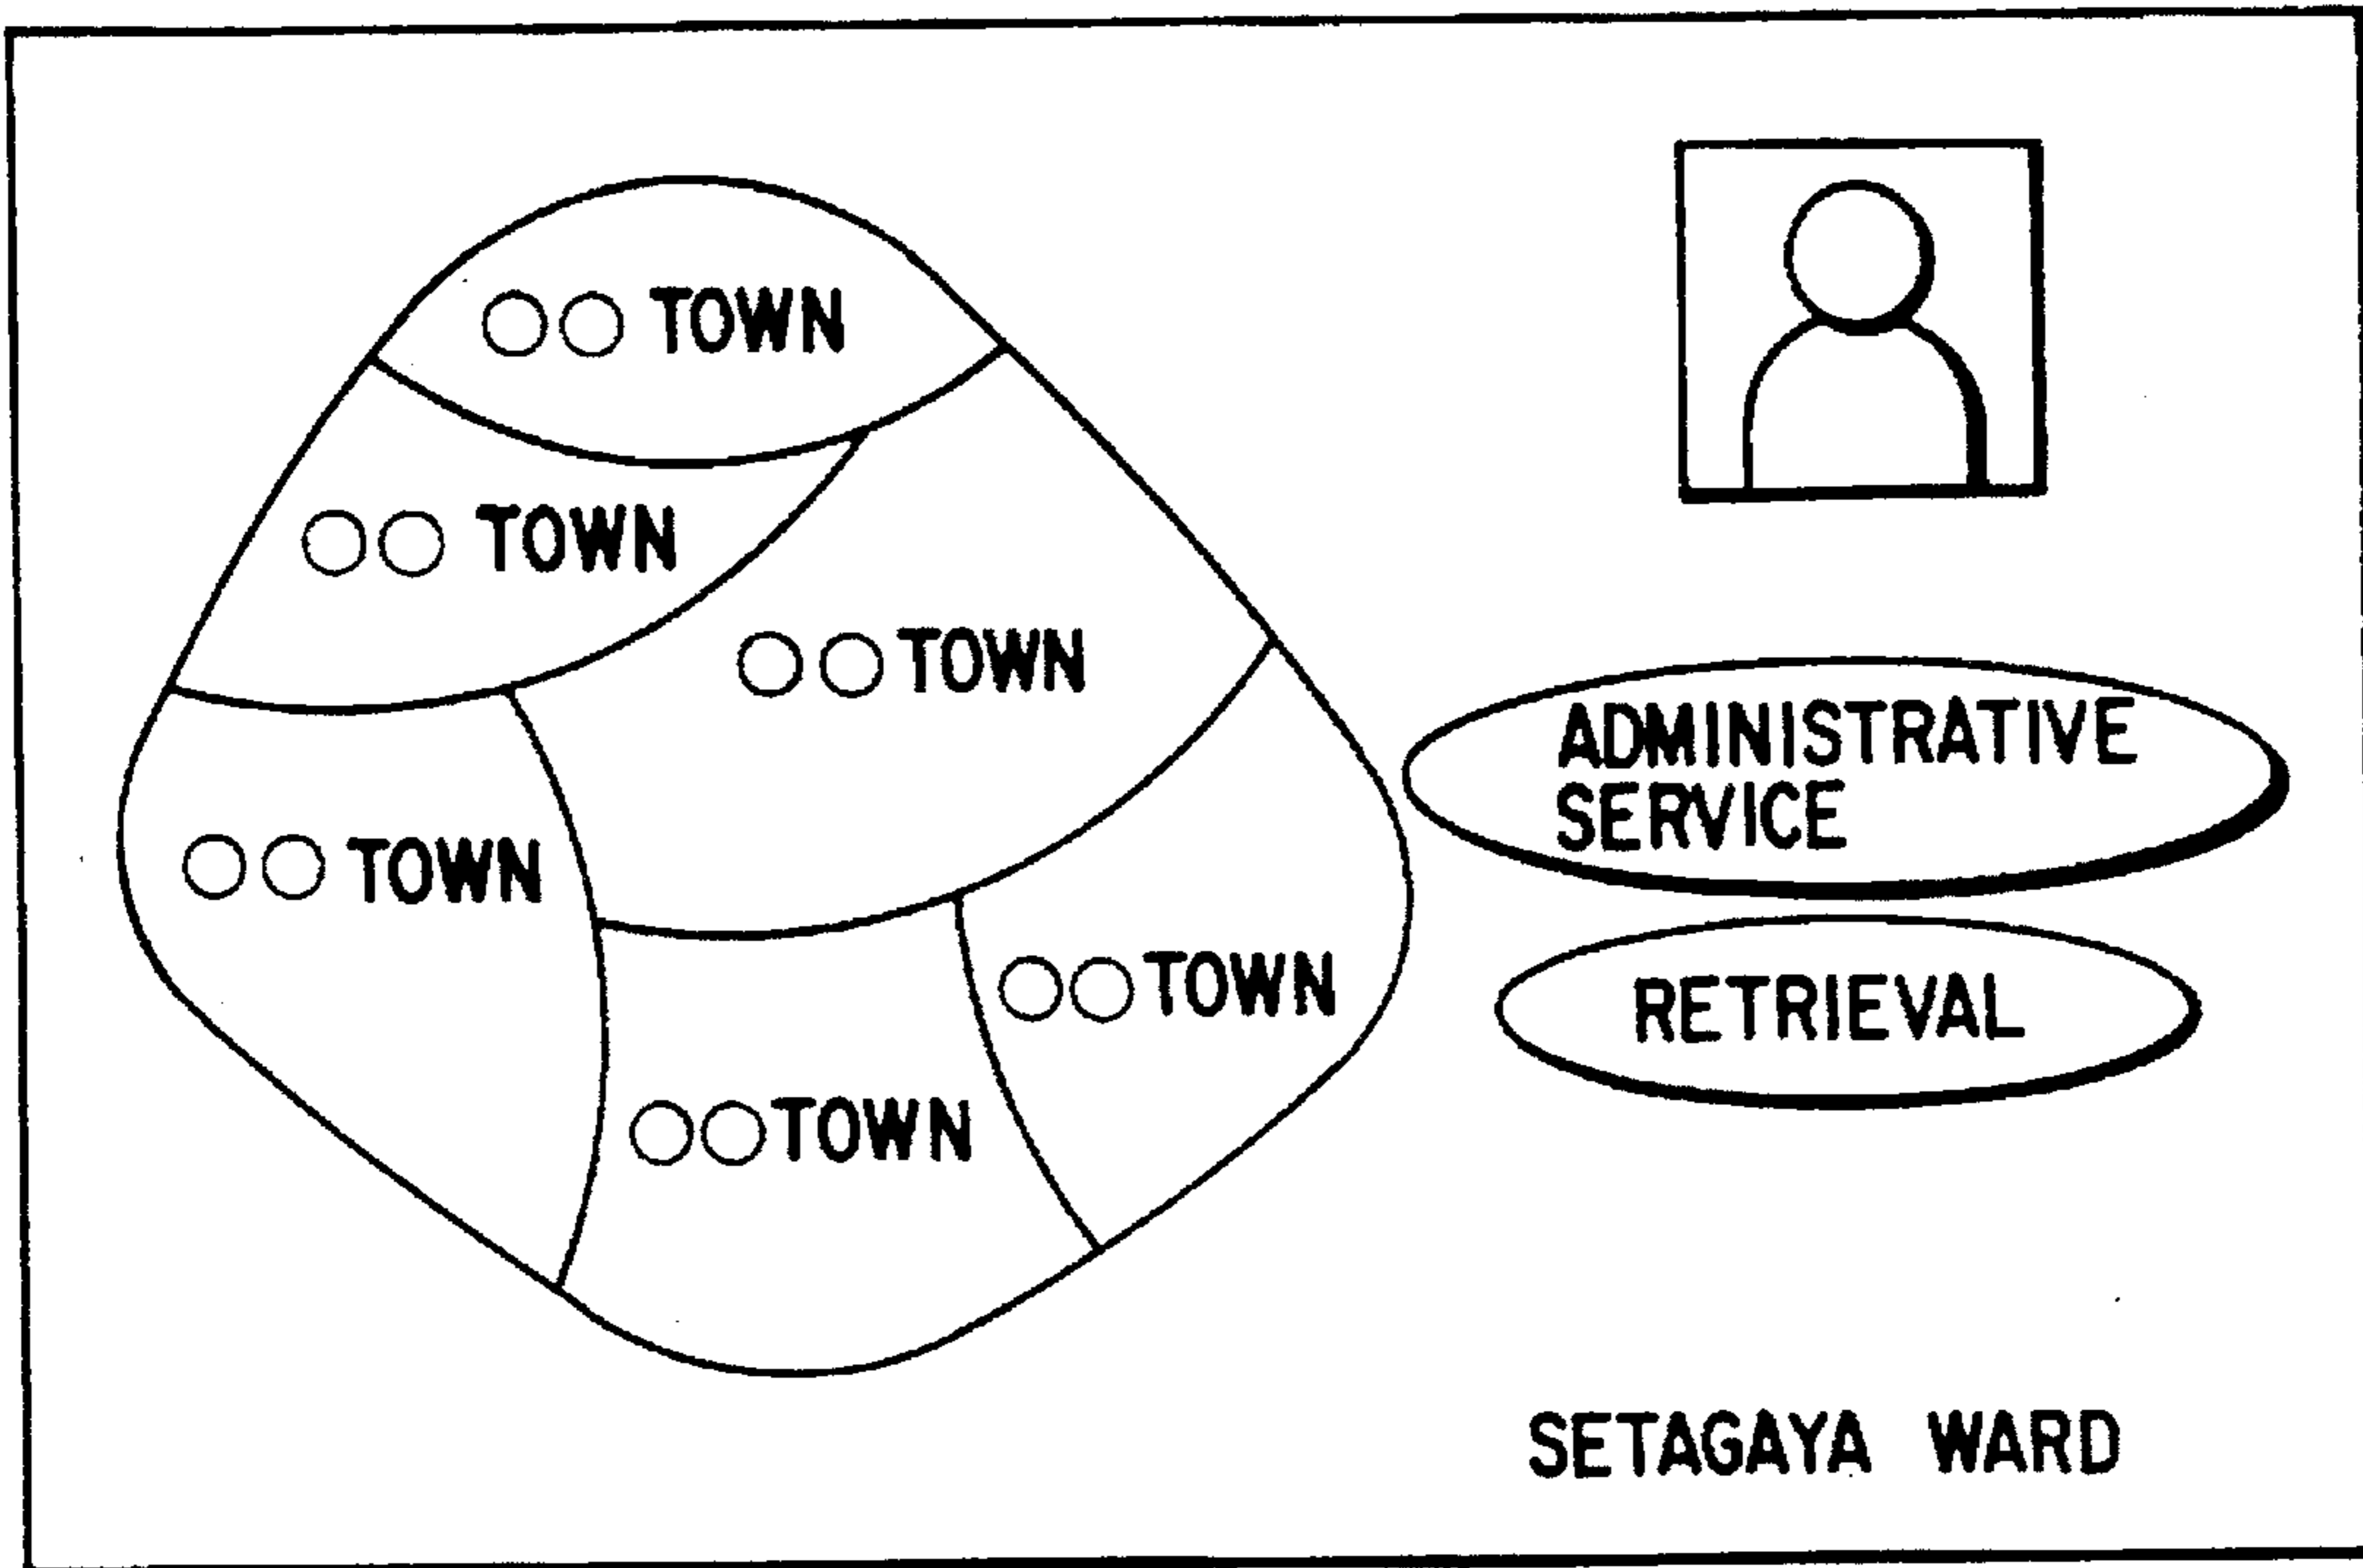 ○○ TOWN
○○ TOWN
○○ TOWN
○○ TOWN
○○ TOWN
○○ TOWN
ADMINISTRATIVE
SERVICE
RETRIEVAL
SETAGAYA WARD